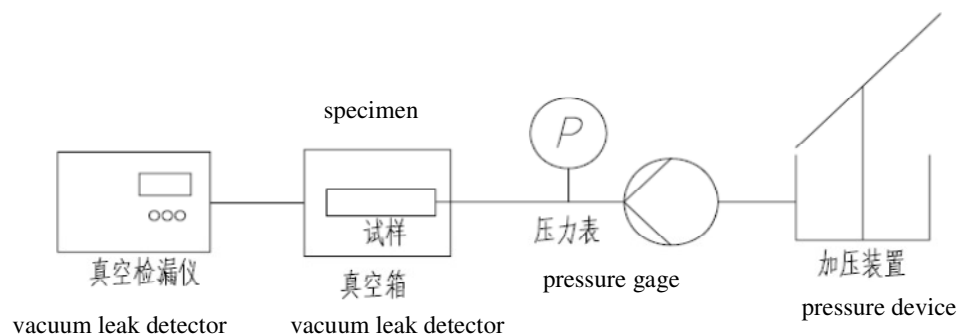 specimen
P
试样
真空检漏仪
真空箱
压力表
加压装置
vacuum leak detector
vacuum leak detector
pressure gage
pressure device